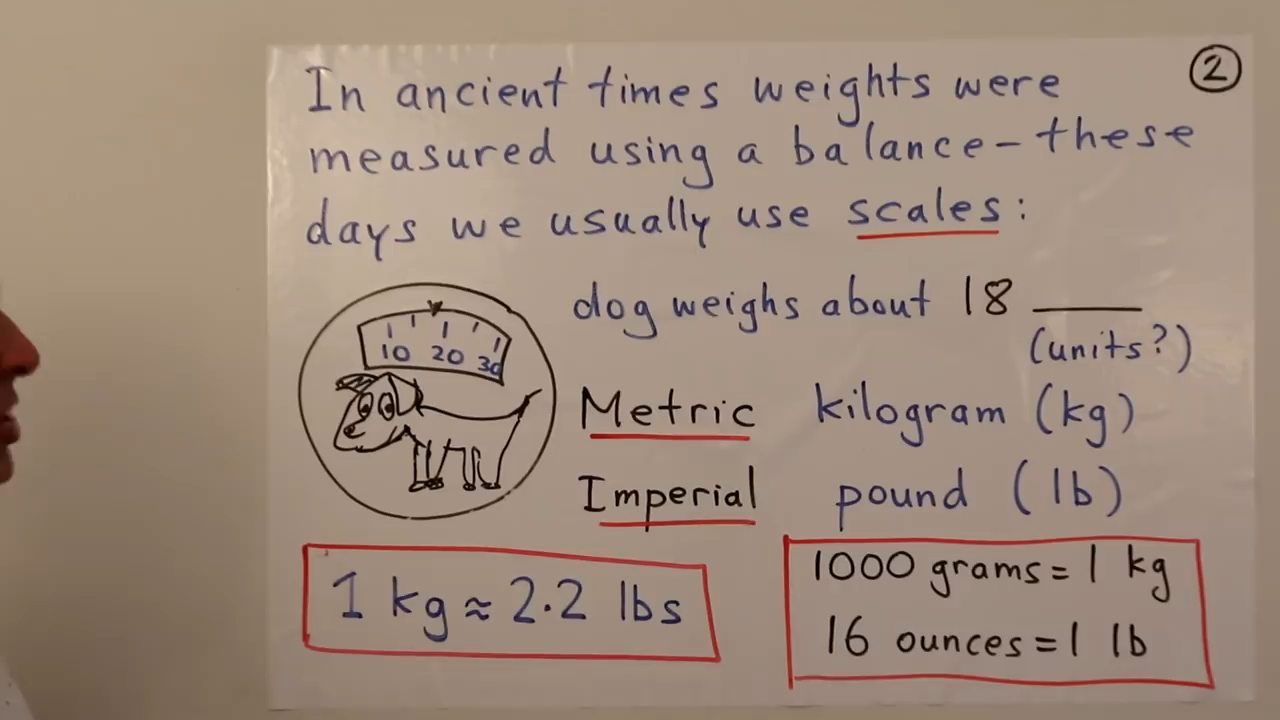 2
In ancient times weights were
measured using a balance – these
days we usually use scales:
dog weighs about 18 ____
(units?)
10 20 30
Metric kilogram (kg)
Imperial pound (lb)
1 kg ≈ 2.2 lbs
1000 grams = 1 kg
16 ounces = 1 lb